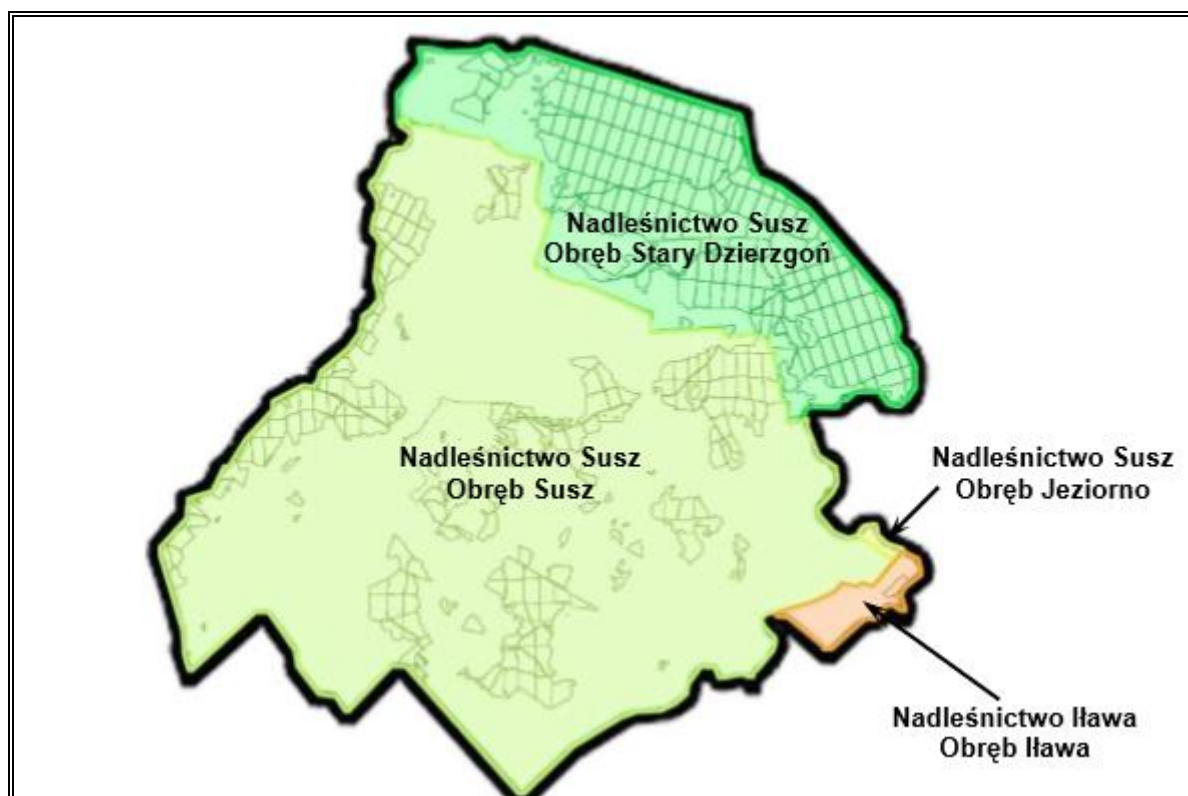 Nadleśnictwo Susz
Obręb Stary Dzierzgoń
Nadleśnictwo Susz
Obręb Susz
Nadleśnictwo Susz
Obręb Jeziorno
Nadleśnictwo Iława
Obręb Iława